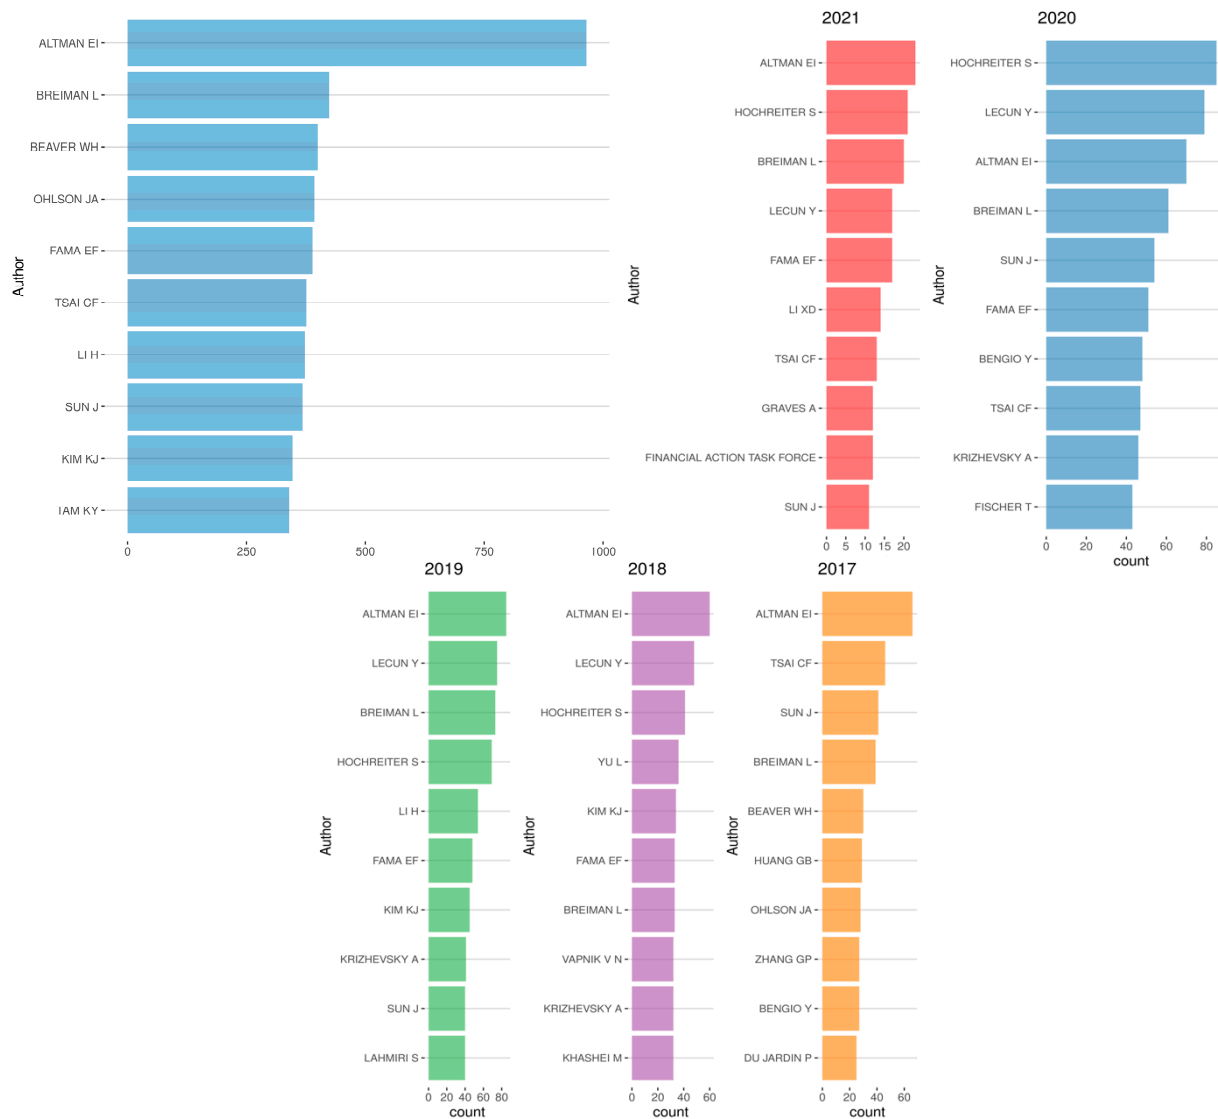 ALTMAN EI
BREIMAN L
BEAVER WH
OHLSON JA
FAMA EF
TSAI CF
LI H
SUN J
KIM KJ
IAM KY
Author
0 250 500 750 1000
2021
ALTMAN EI
HOCHREITER S
BREIMAN L
LECUN Y
FAMA EF
LI XD
TSAI CF
GRAVES A
FINANCIAL ACTION TASK FORCE
SUN J
Author
0 5 10 15 20
2020
HOCHREITER S
LECUN Y
ALTMAN EI
BREIMAN L
SUN J
FAMA EF
BENGIO Y
TSAI CF
KRIZHEVSKY A
FISCHER T
Author
0 20 40 60 80
count
2019
ALTMAN EI
LECUN Y
BREIMAN L
HOCHREITER S
LI H
FAMA EF
KIM KJ
KRIZHEVSKY A
SUN J
LAHMIRI S
Author
0 20 40 60 80
count
2018
ALTMAN EI
LECUN Y
HOCHREITER S
YU L
KIM KJ
FAMA EF
BREIMAN L
VAPNIK V N
KRIZHEVSKY A
KHASHEI M
Author
0 20 40 60
count
2017
ALTMAN EI
TSAI CF
SUN J
BREIMAN L
BEAVER WH
HUANG GB
OHLSON JA
ZHANG GP
BENGIO Y
DU JARDIN P
Author
0 20 40 60
count